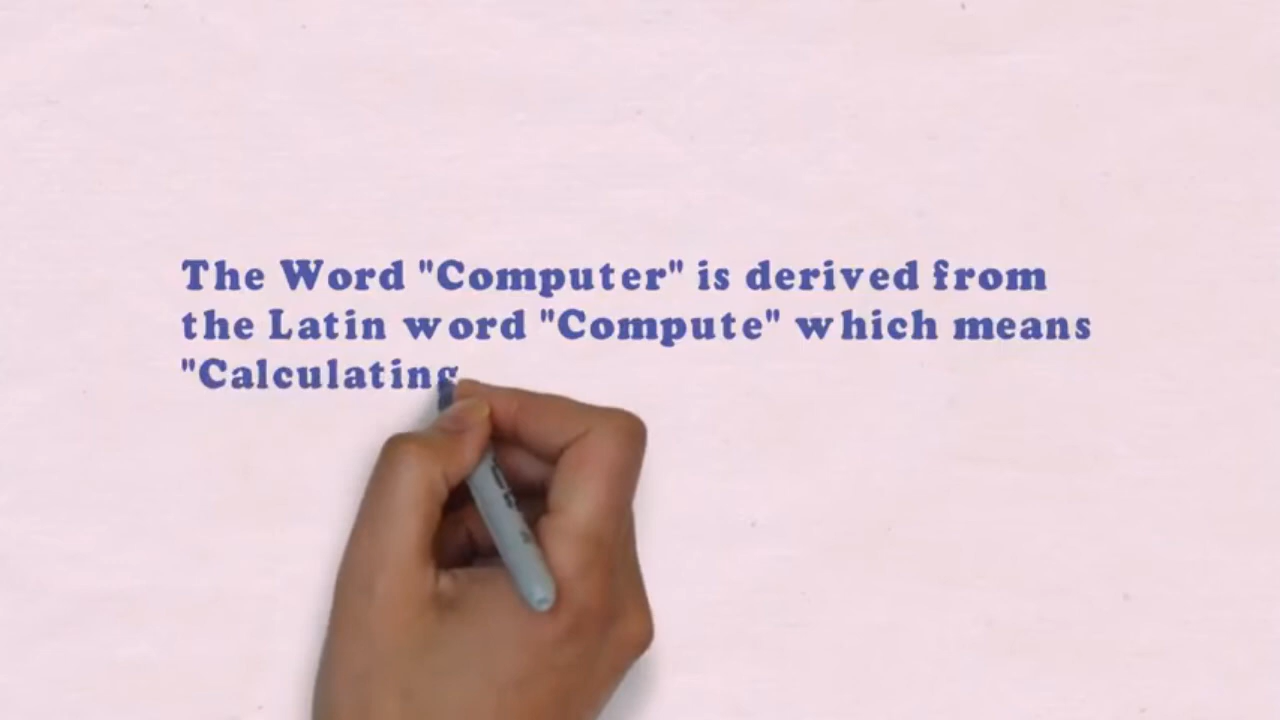 The Word "Computer" is derived from
the Latin word "Compute" which means
"Calculating